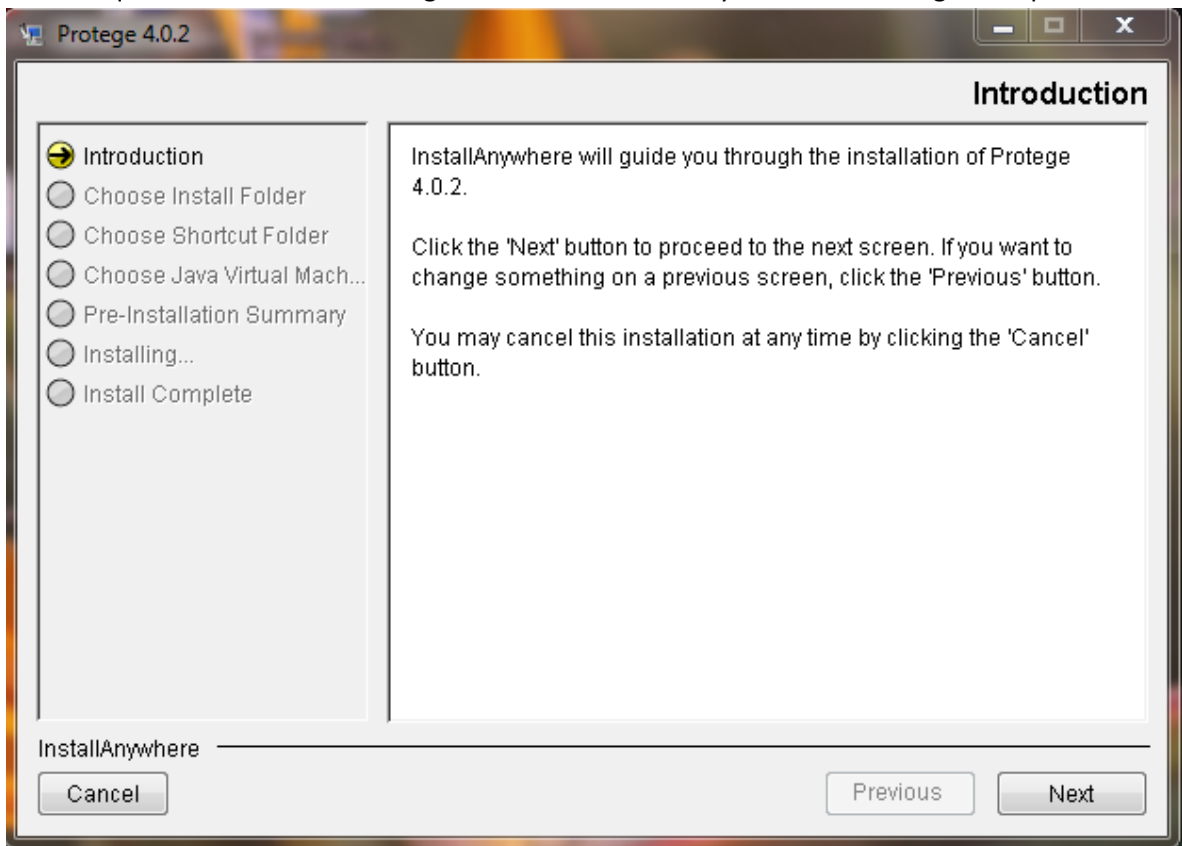 Protege 4.0.2
Introduction
Introduction
Choose Install Folder
Choose Shortcut Folder
Choose Java Virtual Mach...
Pre-Installation Summary
Installing...
Install Complete
InstallAnywhere will guide you through the installation of Protege
4.0.2.
Click the 'Next' button to proceed to the next screen. If you want to
change something on a previous screen, click the 'Previous' button.
You may cancel this installation at any time by clicking the 'Cancel'
button.
InstallAnywhere
Cancel
Previous
Next